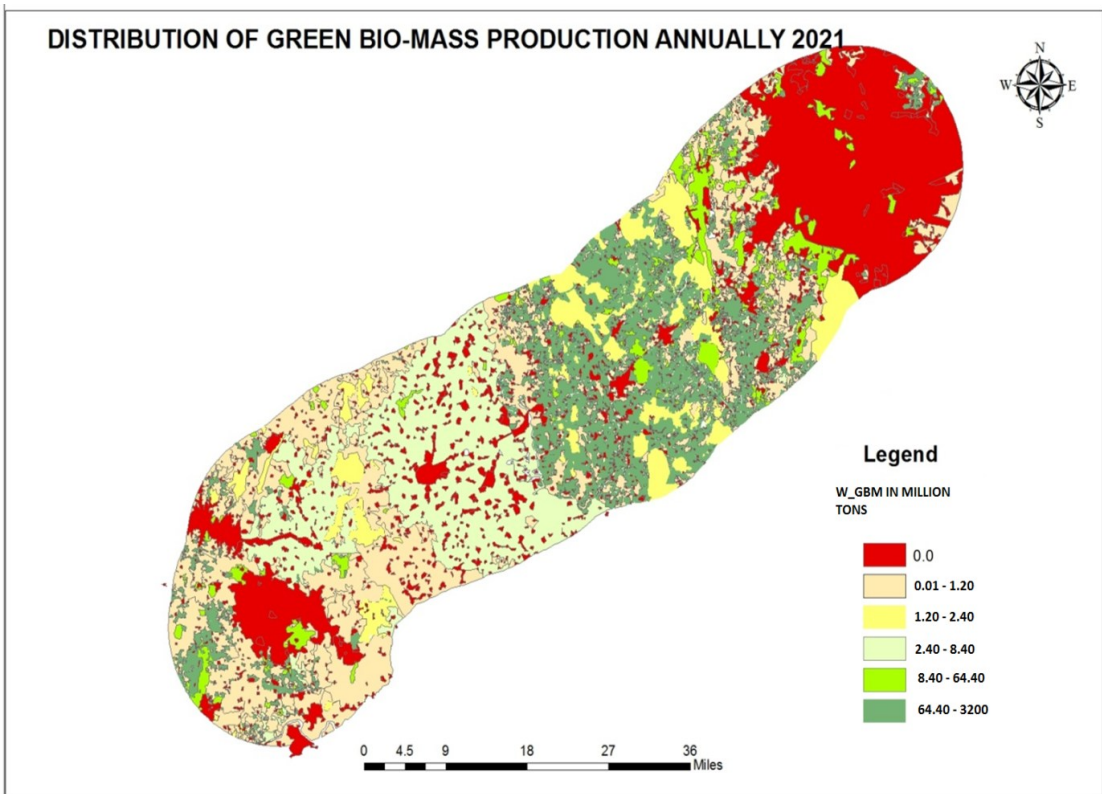 DISTRIBUTION OF GREEN BIO-MASS PRODUCTION ANNUALLY 2021
N
W E
S
Legend
W_GBM IN MILLION
TONS
0.0
0.01 - 1.20
1.20 - 2.40
2.40 - 8.40
8.40 - 64.40
64.40 - 3200
0 4.5 9 18 27 36
Miles